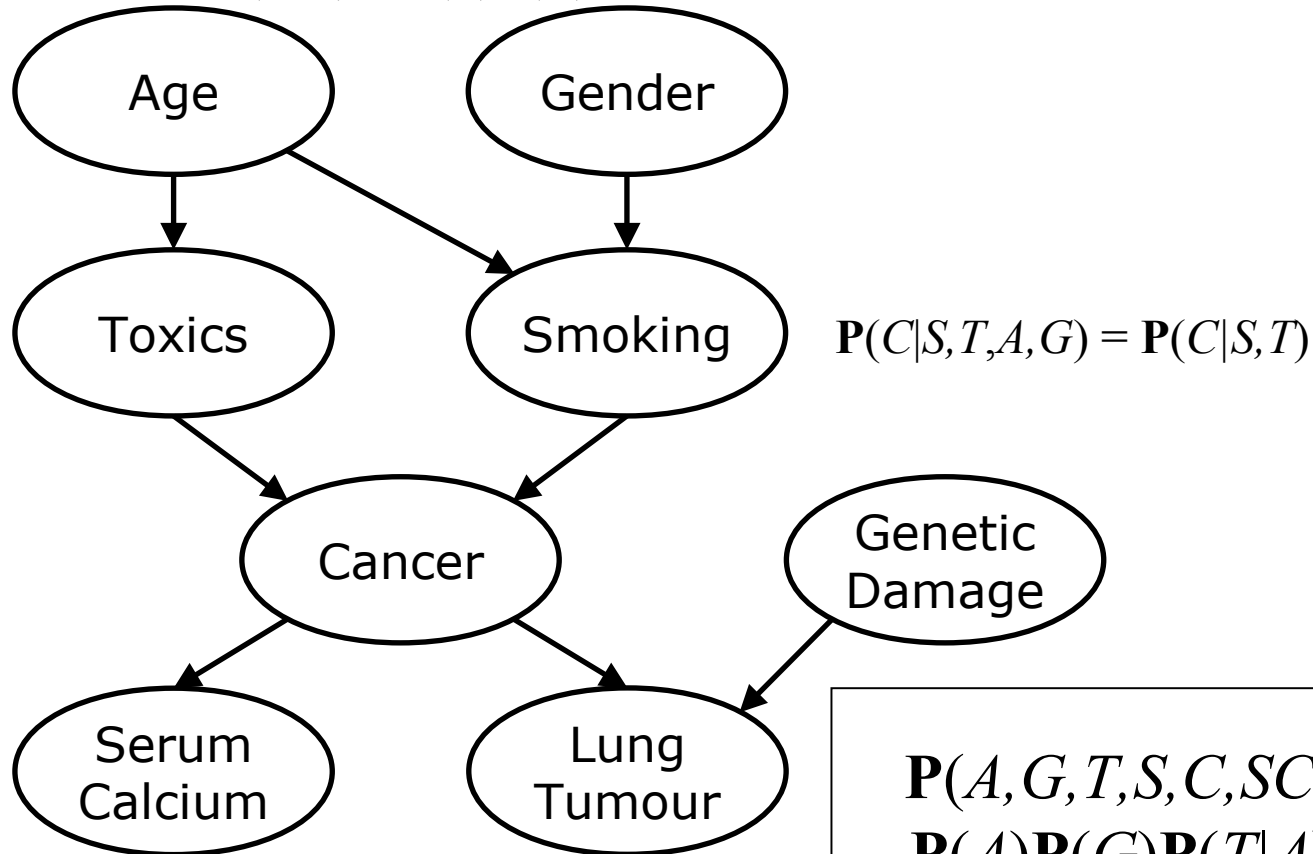 Age
Gender
Toxics
Smoking
P(C|S,T,A,G) = P(C|S,T)
Cancer
Genetic
Damage
Serum
Calcium
Lung
Tumour
P(A,G,T,S,C,SC
P(A)P(G)P(T|A